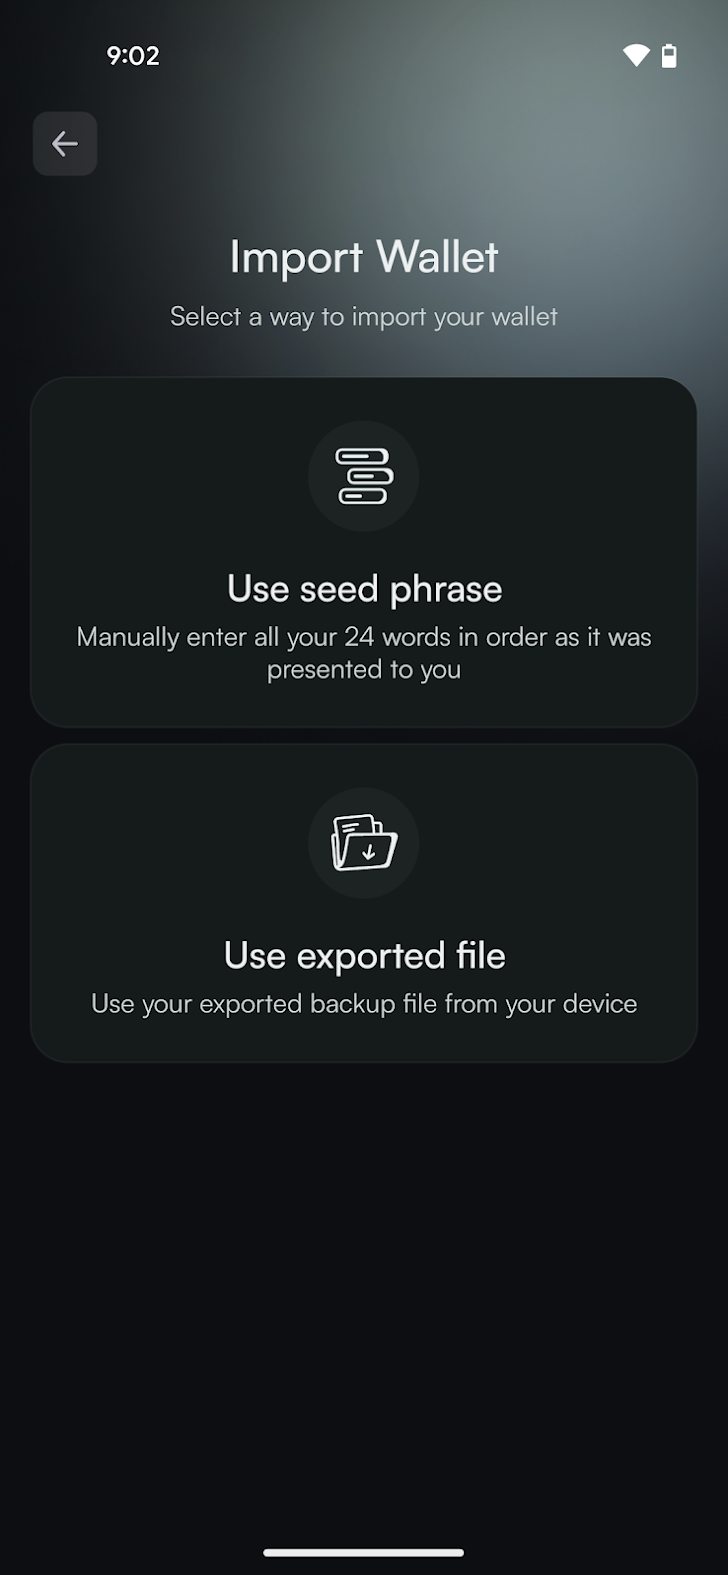 9:02
Import Wallet
Select a way to import your wallet
Use seed phrase
Manually enter all your 24 words in order as it was
presented to you
Use exported file
Use your exported backup file from your device